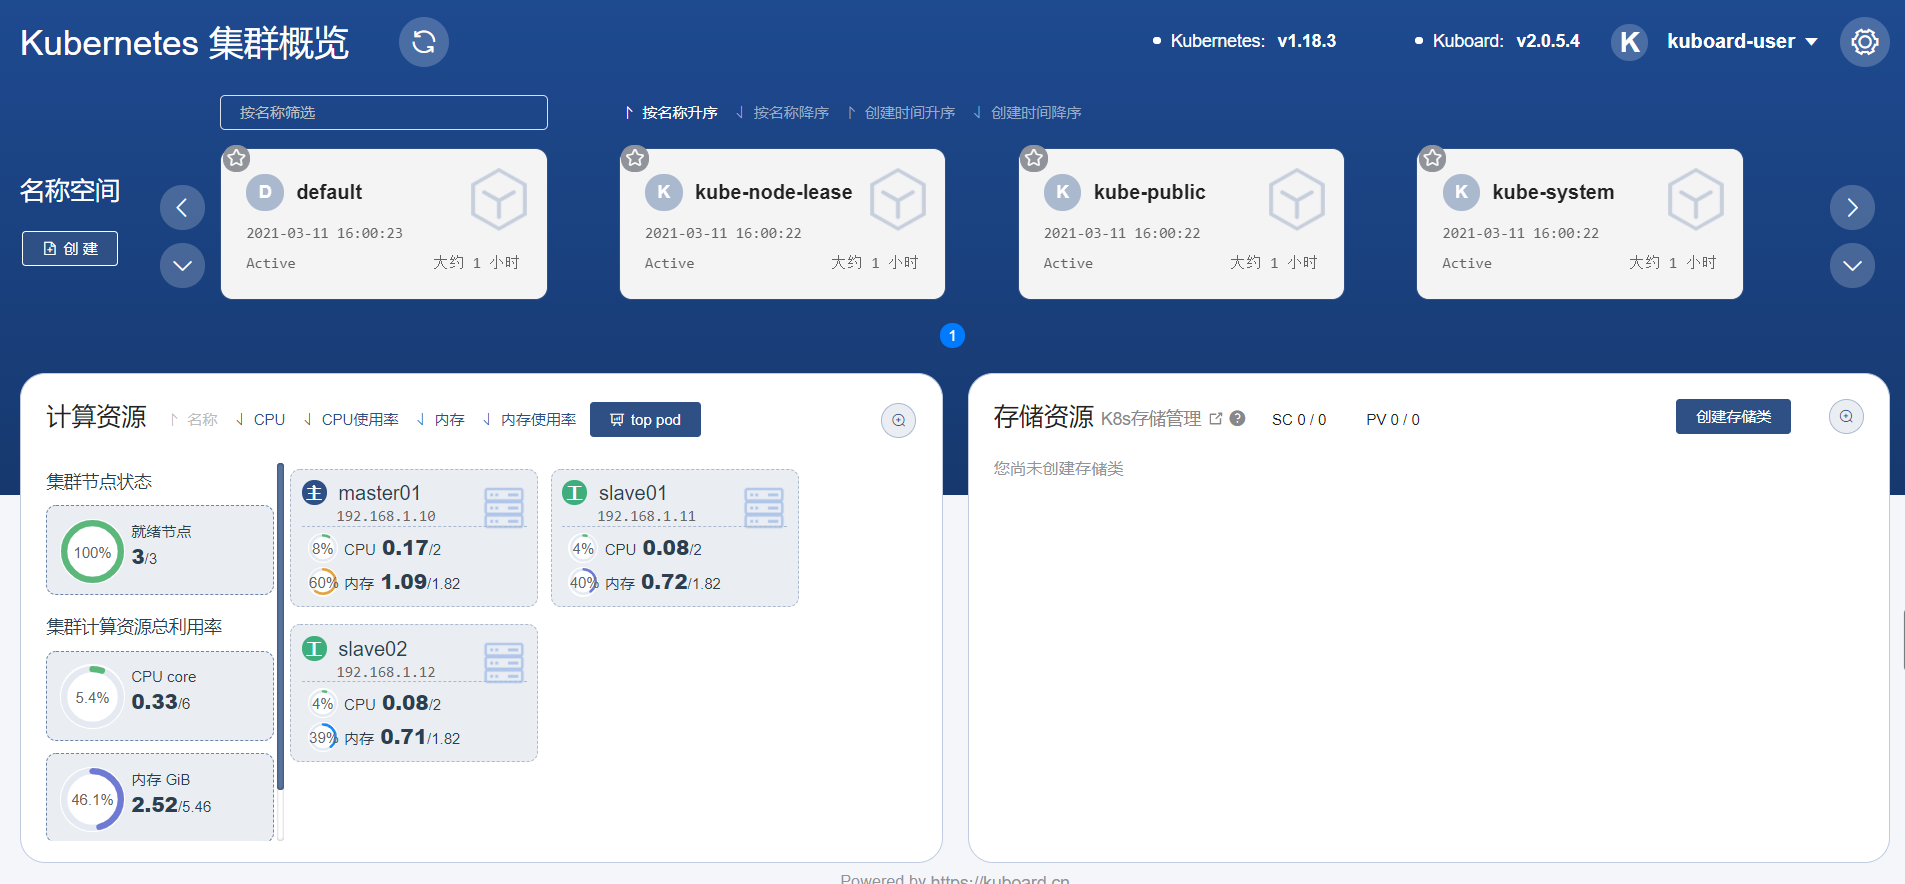 Kubernetes 集群概览
Kubernetes: v1.18.3
Kuboard: v2.0.5.4
K kuboard-user
按名称筛选
按名称升序 按名称降序 创建时间升序 创建时间降序
名称空间
创 建
D default
2021-03-11 16:00:23
Active 大约 1 小时
K kube-node-lease
2021-03-11 16:00:22
Active 大约 1 小时
K kube-public
2021-03-11 16:00:22
Active 大约 1 小时
K kube-system
2021-03-11 16:00:22
Active 大约 1 小时
1
计算资源 名称 CPU CPU使用率 内存 内存使用率 top pod
集群节点状态
100% 就绪节点
3/3
集群计算资源总利用率
5.4% CPU core
0.33/6
46.1% 内存 GiB
2.52/5.46
主 master01
192.168.1.10
8% CPU 0.17/2
60% 内存 1.09/1.82
工 slave01
192.168.1.11
4% CPU 0.08/2
40% 内存 0.72/1.82
工 slave02
192.168.1.12
4% CPU 0.08/2
39% 内存 0.71/1.82
存储资源 K8s存储管理 ? SC 0 / 0 PV 0 / 0 创建存储类
您尚未创建存储类
Powered by https://kuboard.cn